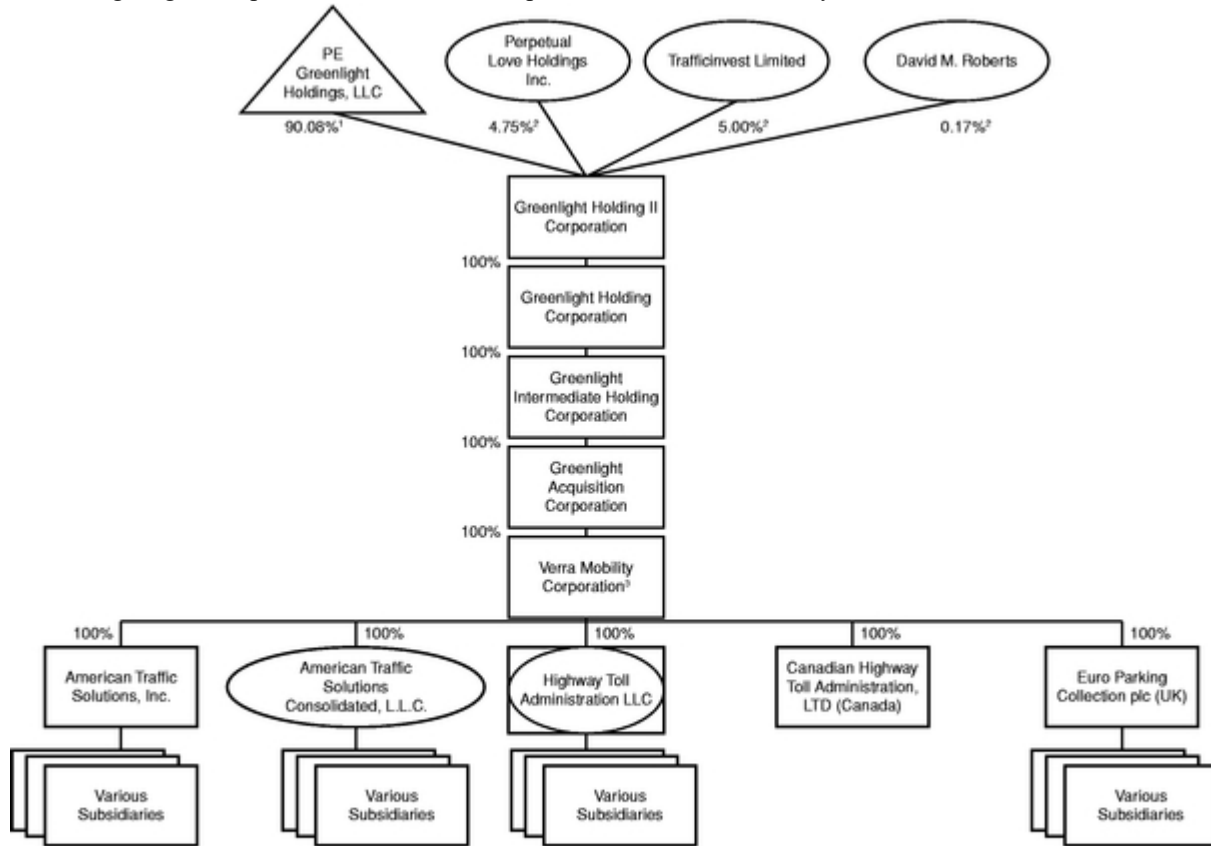 PE
Greenlight
Holdings, LLC
Perpetual
Love Holdings
Inc.
Trafficinvest Limited
David M. Roberts
90.08%¹
4.75%²
5.00%²
0.17%²
Greenlight Holding II
Corporation
100%
Greenlight Holding
Corporation
100%
Greenlight
Intermediate Holding
Corporation
100%
Greenlight
Acquisition
Corporation
100%
Verra Mobility
Corporation³
100%
100%
100%
100%
100%
American Traffic
Solutions, Inc.
American Traffic
Solutions
Consolidated, L.L.C.
Highway Toll
Administration LLC
Canadian Highway
Toll Administration,
LTD (Canada)
Euro Parking
Collection plc (UK)
Various
Subsidiaries
Various
Subsidiaries
Various
Subsidiaries
Various
Subsidiaries